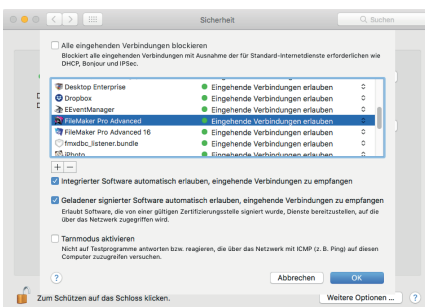 Sicherheit
Suchen
Alle eingehenden Verbindungen blockieren
Blockiert alle eingehenden Verbindungen mit Ausnahme der für Standard-Internetdienste erforderlichen wie
DHCP, Bonjour und IPSec.
Desktop Enterprise Eingehende Verbindungen erlauben
Dropbox Eingehende Verbindungen erlauben
EEventManager Eingehende Verbindungen erlauben
FileMaker Pro Advanced Eingehende Verbindungen erlauben
FileMaker Pro Advanced 16 Eingehende Verbindungen erlauben
fmxdbc_listener.bundle Eingehende Verbindungen erlauben
iPhoto Eingehende Verbindungen erlauben
+ −
Integrierter Software automatisch erlauben, eingehende Verbindungen zu empfangen
Geladener signierter Software automatisch erlauben, eingehende Verbindungen zu empfangen
Erlaubt Software, die von einer gültigen Zertifizierungsstelle signiert wurde, Dienste bereitzustellen, auf die
über das Netzwerk zugegriffen wird.
Tarnmodus aktivieren
Nicht auf Testprogramme antworten bzw. reagieren, die über das Netzwerk mit ICMP (z. B. Ping) auf diesen
Computer zuzugreifen versuchen.
? Abbrechen OK
Zum Schützen auf das Schloss klicken. Weitere Optionen ... ?